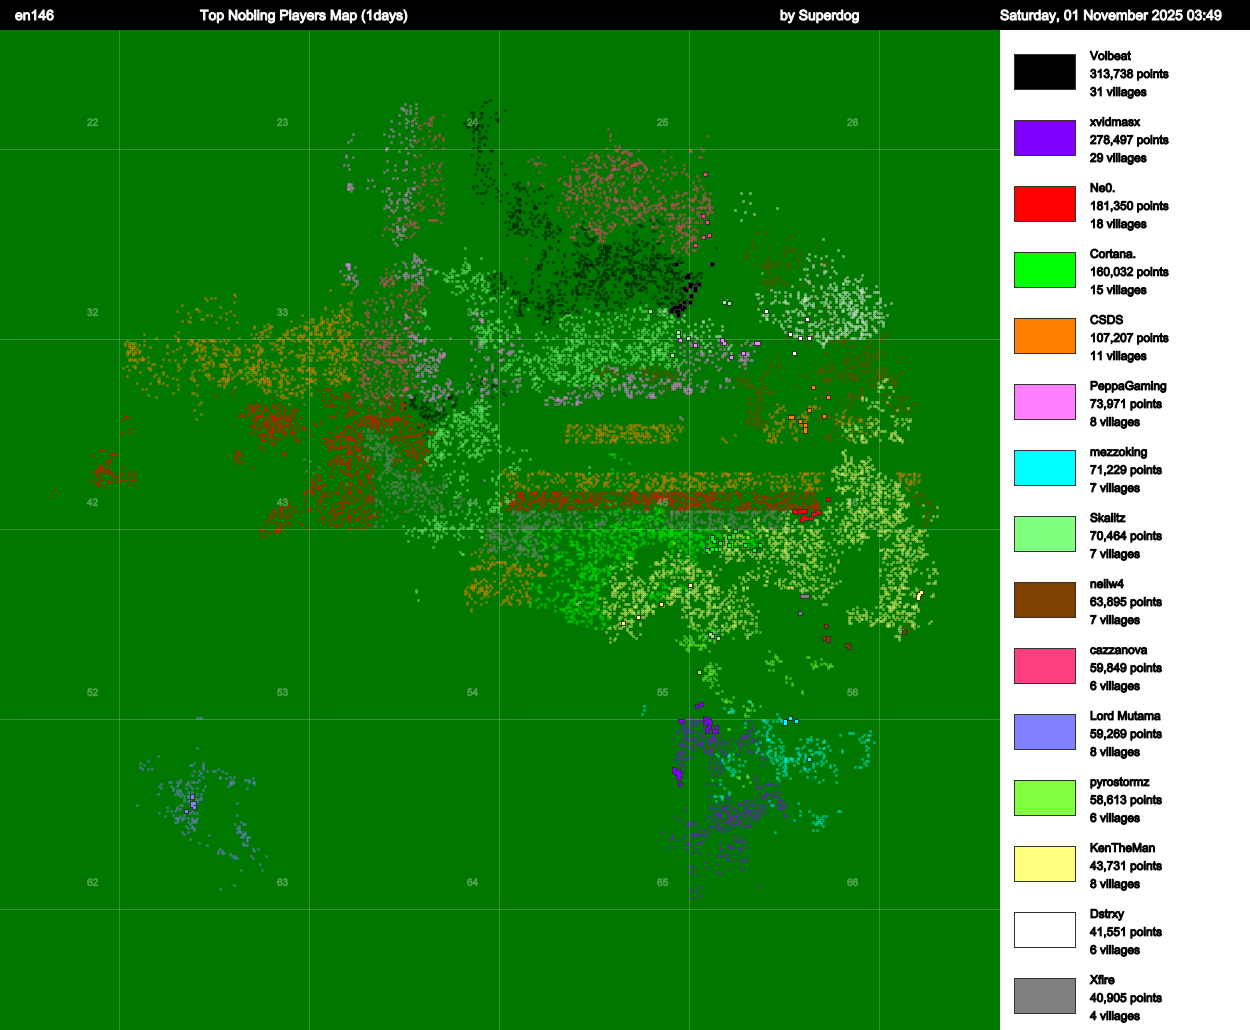 en146 Top Nobling Players Map (1days) by Superdog Saturday, 01 November 2025 03:49
Volbeat
313,738 points
31 villages
xvidmasx
278,497 points
29 villages
Ne0.
181,350 points
18 villages
Cortana.
160,032 points
15 villages
CSDS
107,207 points
11 villages
PeppaGaming
73,971 points
8 villages
mezzoking
71,229 points
7 villages
Skalitz
70,464 points
7 villages
neilw4
63,895 points
7 villages
cazzanova
59,849 points
6 villages
Lord Mutama
59,269 points
8 villages
pyrostormz
58,613 points
6 villages
KenTheMan
43,731 points
8 villages
Dstrxy
41,551 points
6 villages
Xfire
40,905 points
4 villages
22 23 24 25 26
32 33
42 43 45
52 53 54 55 56
62 63 64 65 66